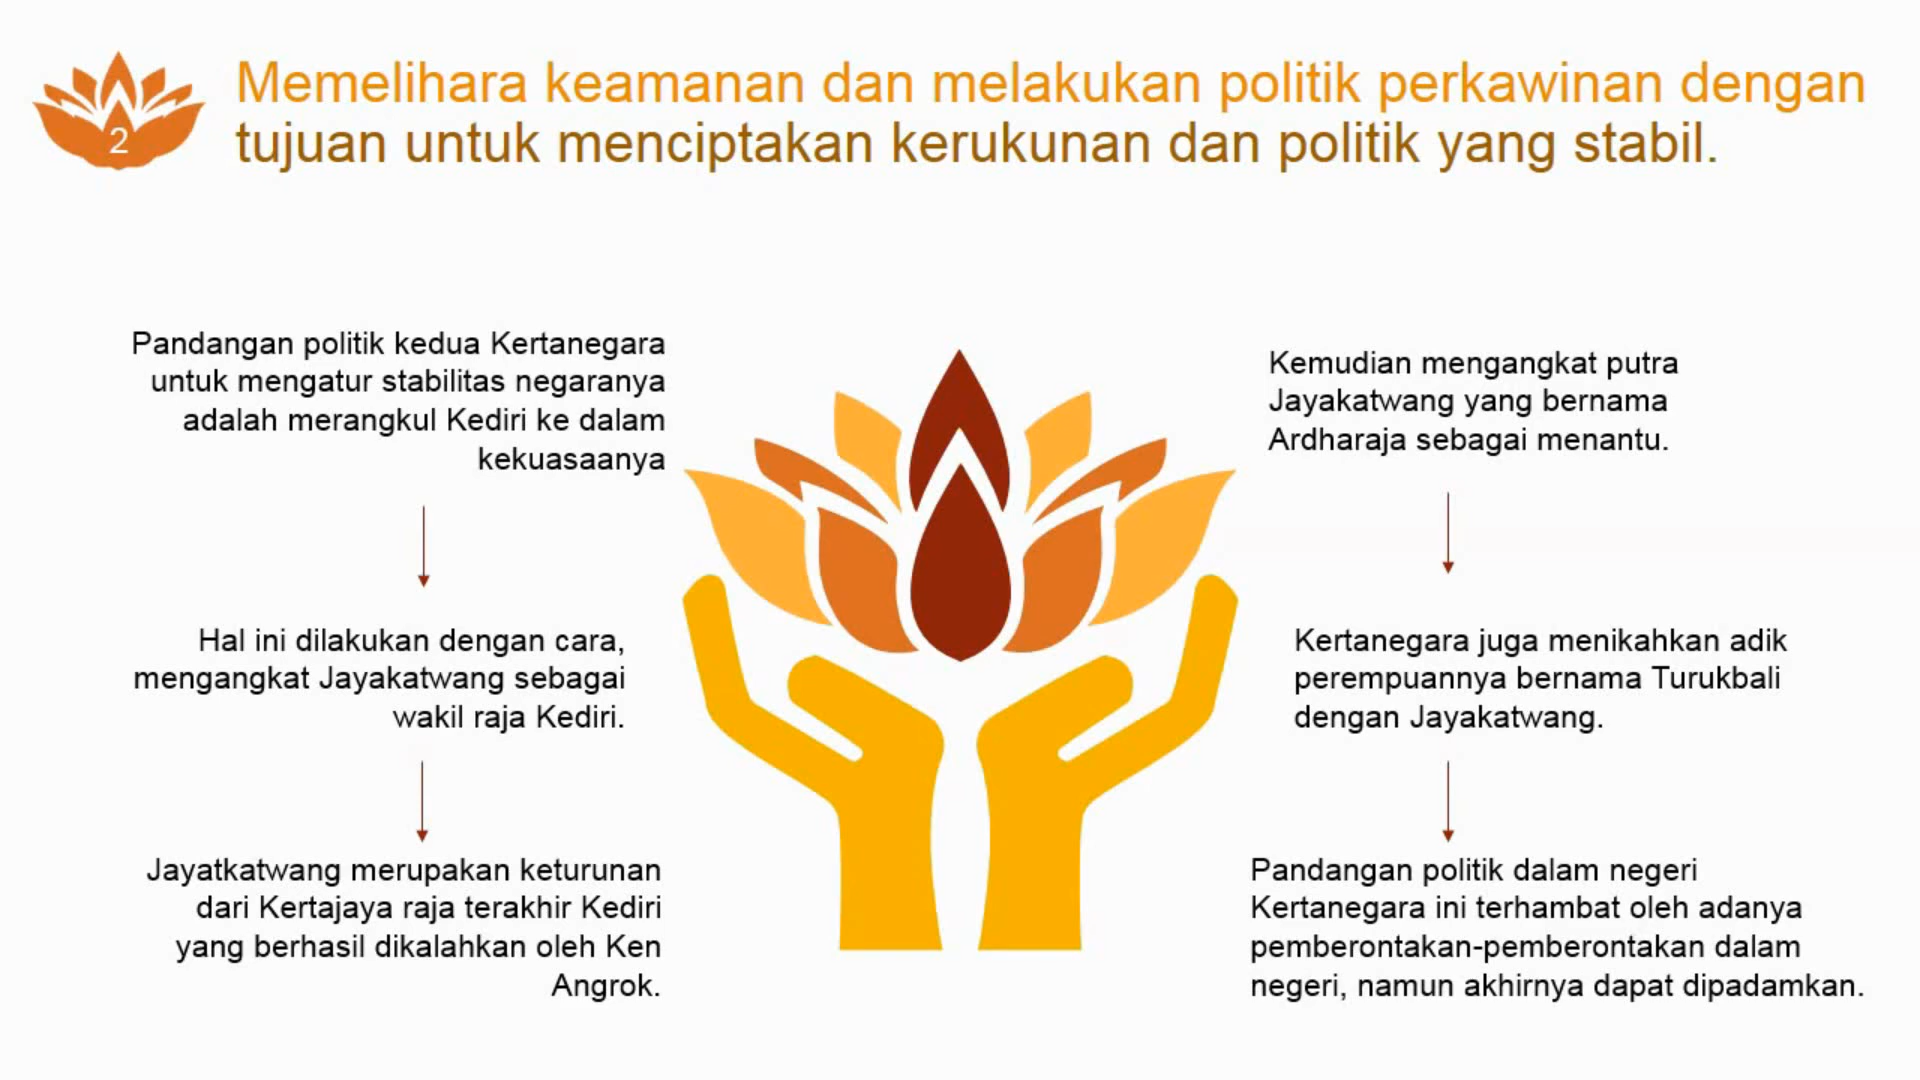 2
Memelihara keamanan dan melakukan politik perkawinan dengan
tujuan untuk menciptakan kerukunan dan politik yang stabil.
Pandangan politik kedua Kertanegara
untuk mengatur stabilitas negaranya
adalah merangkul Kediri ke dalam
kekuasaanya
Hal ini dilakukan dengan cara,
mengangkat Jayakatwang sebagai
wakil raja Kediri.
Jayatkatwang merupakan keturunan
dari Kertajaya raja terakhir Kediri
yang berhasil dikalahkan oleh Ken
Angrok.
Kemudian mengangkat putra
Jayakatwang yang bernama
Ardharaja sebagai menantu.
Kertanegara juga menikahkan adik
perempuannya bernama Turukbali
dengan Jayakatwang.
Pandangan politik dalam negeri
Kertanegara ini terhambat oleh adanya
pemberontakan-pemberontakan dalam
negeri, namun akhirnya dapat dipadamkan.